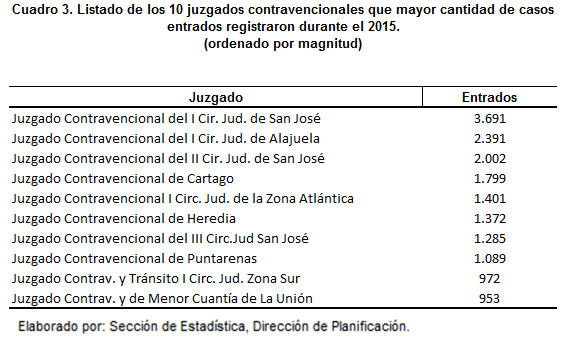 Cuadro 3. Listado de los 10 juzgados contravencionales que mayor cantidad de casos
entrados registraron durante el 2015.
(ordenado por magnitud)
Juzgado Entrados
Juzgado Contravencional del I Cir. Jud. de San José 3.691
Juzgado Contravencional del I Cir. Jud. de Alajuela 2.391
Juzgado Contravencional del II Cir. Jud. de San José 2.002
Juzgado Contravencional de Cartago 1.799
Juzgado Contravencional I Circ. Jud. de la Zona Atlántica 1.401
Juzgado Contravencional de Heredia 1.372
Juzgado Contravencional del III Circ.Jud San José 1.285
Juzgado Contravencional de Puntarenas 1.089
Juzgado Contrav. y Tránsito I Circ. Jud. Zona Sur 972
Juzgado Contrav. y de Menor Cuantía de La Unión 953
Elaborado por: Sección de Estadística, Dirección de Planificación.